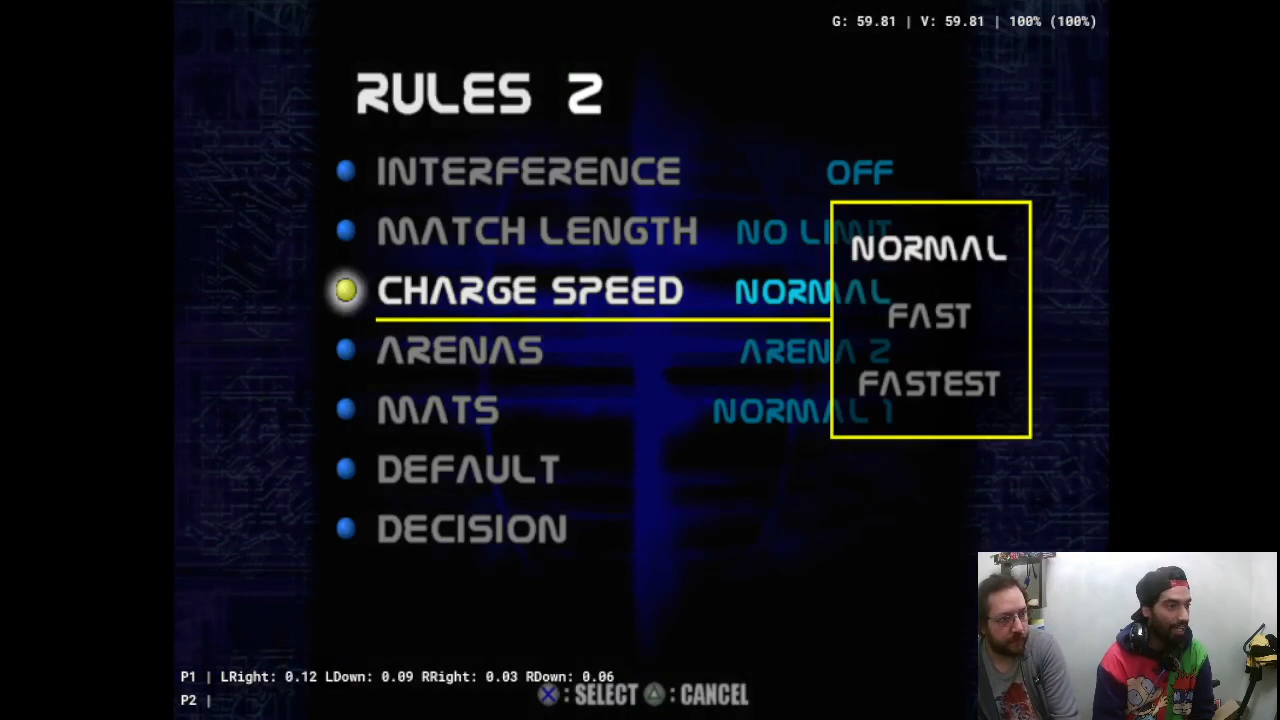 G: 59.81 | V: 59.81 | 100% (100%)
RULES 2
INTERFERENCE OFF
MATCH LENGTH NO LIMIT
NORMAL
CHARGE SPEED NORMAL
FAST
ARENAS ARENA 2
FASTEST
MATS NORMAL 1
DEFAULT
DECISION
P1 | LRight: 0.12 LDown: 0.09 RRight: 0.03 RDown: 0.06
: SELECT : CANCEL
P2 |